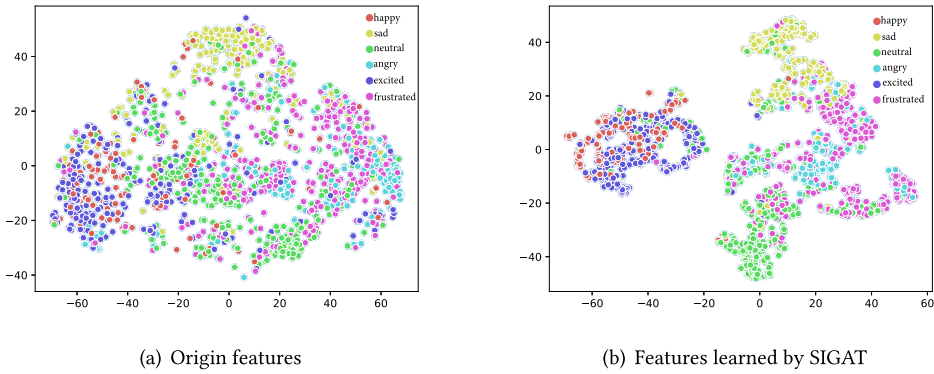 happy
sad
neutral
angry
excited
frustrated
40
20
0
−20
−40
−60 −40 −20 0 20 40 60
(a) Origin features
happy
sad
neutral
angry
excited
frustrated
40
20
0
−20
−40
−60 −40 −20 0 20 40 60
(b) Features learned by SIGAT